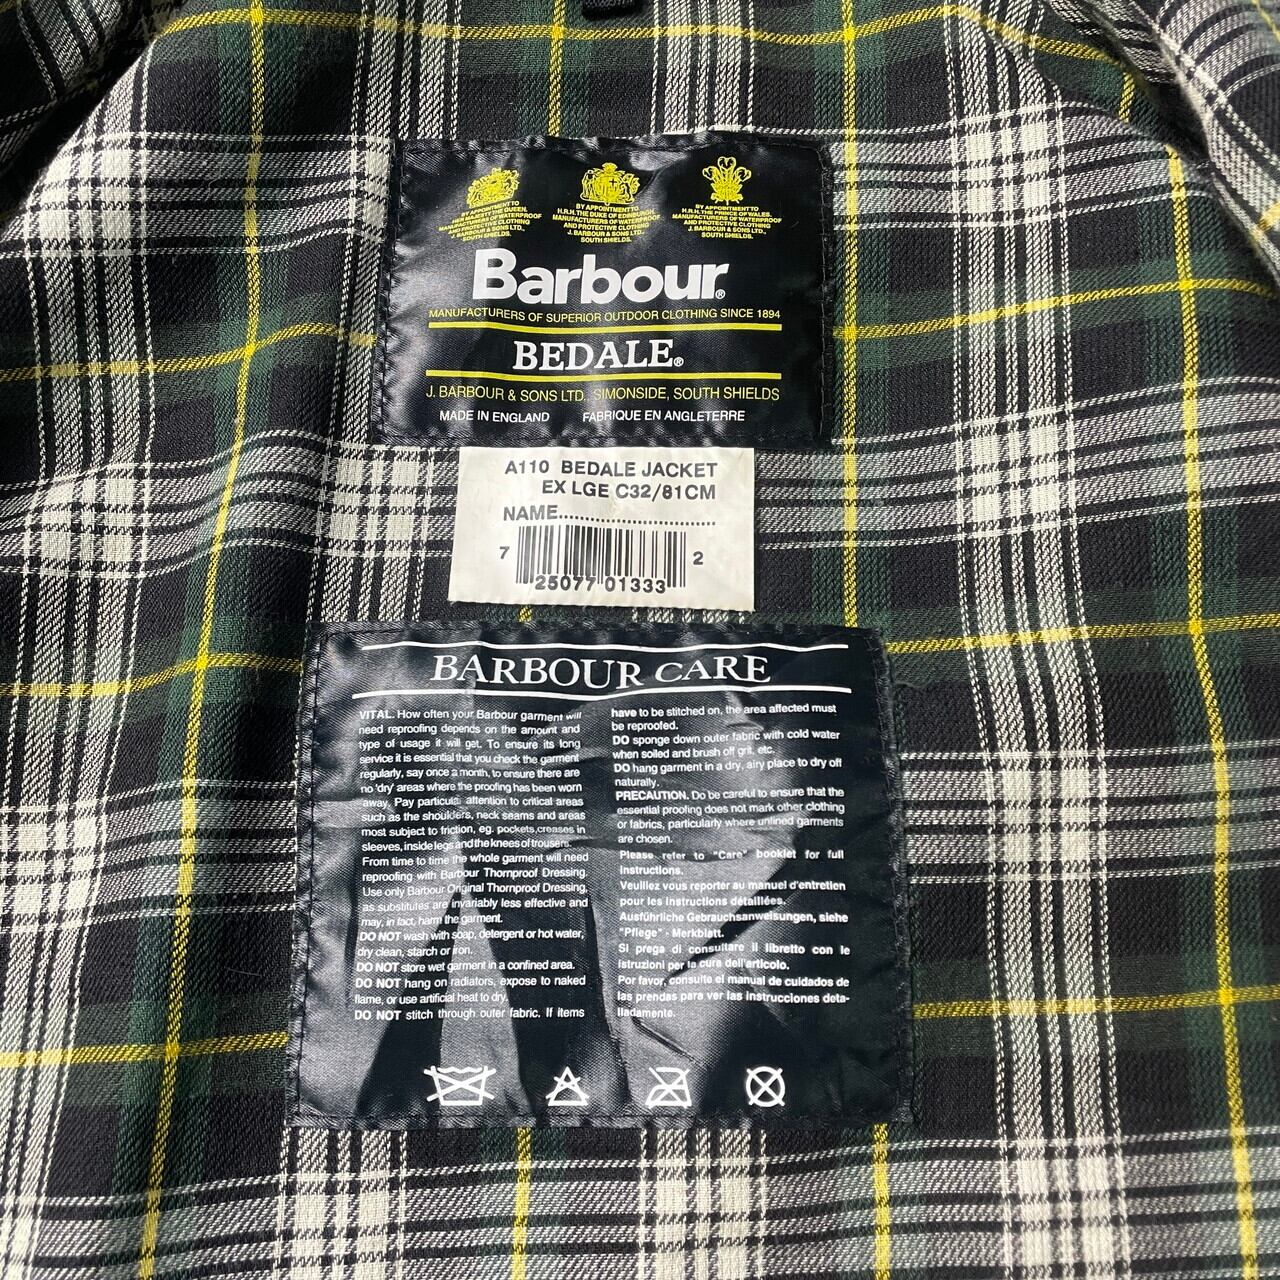 BY APPOINTMENT TO
HER MAJESTY THE QUEEN.
MANUFACTURERS OF WATERPROOF
AND PROTECTIVE CLOTHING
J. BARBOUR & SONS LTD.,
SOUTH SHIELDS.
BY APPOINTMENT TO
H.R.H. THE DUKE OF EDINBURGH.
MANUFACTURERS OF WATERPROOF
AND PROTECTIVE CLOTHING
J. BARBOUR & SONS LTD.,
SOUTH SHIELDS.
BY APPOINTMENT TO
H.R.H. THE PRINCE OF WALES.
MANUFACTURERS OF WATERPROOF
AND PROTECTIVE CLOTHING
J. BARBOUR & SONS LTD.,
SOUTH SHIELDS.
Barbour®
MANUFACTURERS OF SUPERIOR OUTDOOR CLOTHING SINCE 1894
BEDALE®
J. BARBOUR & SONS LTD. SIMONSIDE, SOUTH SHIELDS
MADE IN ENGLAND FABRIQUE EN ANGLETERRE
A110 BEDALE JACKET
EX LGE C32/81CM
NAME..............................
7 25077 01333 2
BARBOUR CARE
VITAL. How often your Barbour garment will
need reproofing depends on the amount and
type of usage it will get. To ensure its long
service it is essential that you check the garment
regularly, say once a month, to ensure there are
no 'dry' areas where the proofing has been worn
away. Pay particular attention to critical areas
such as the shoulders, neck seams and areas
most subject to friction, eg. pockets,creases in
sleeves, inside legs and the knees of trousers.
From time to time the whole garment will need
reproofing with Barbour Thornproof Dressing.
Use only Barbour Original Thornproof Dressing,
as substitutes are invariably less effective and
may, in fact, harm the garment.
DO NOT wash with soap, detergent or hot water,
dry clean, starch or iron.
DO NOT store wet garment in a confined area.
DO NOT hang on radiators, expose to naked
flame, or use artificial heat to dry.
DO NOT stitch through outer fabric. If items
have to be stitched on, the area affected must
be reproofed.
DO sponge down outer fabric with cold water
when soiled and brush off grit, etc.
DO hang garment in a dry, airy place to dry off
naturally.
PRECAUTION. Do be careful to ensure that the
essential proofing does not mark other clothing
or fabrics, particularly where unlined garments
are chosen.
Please refer to "Care" booklet for full
instructions.
Veuillez vous reporter au manuel d'entretien
pour les instructions détaillées.
Ausführliche Gebrauchsanweisungen, siehe
"Pflege" - Merkblatt.
Si prega di consultare il libretto con le
istruzioni per la cura dell'articolo.
Por favor, consulte el manual de cuidados de
las prendas para ver las instrucciones deta-
lladamente.